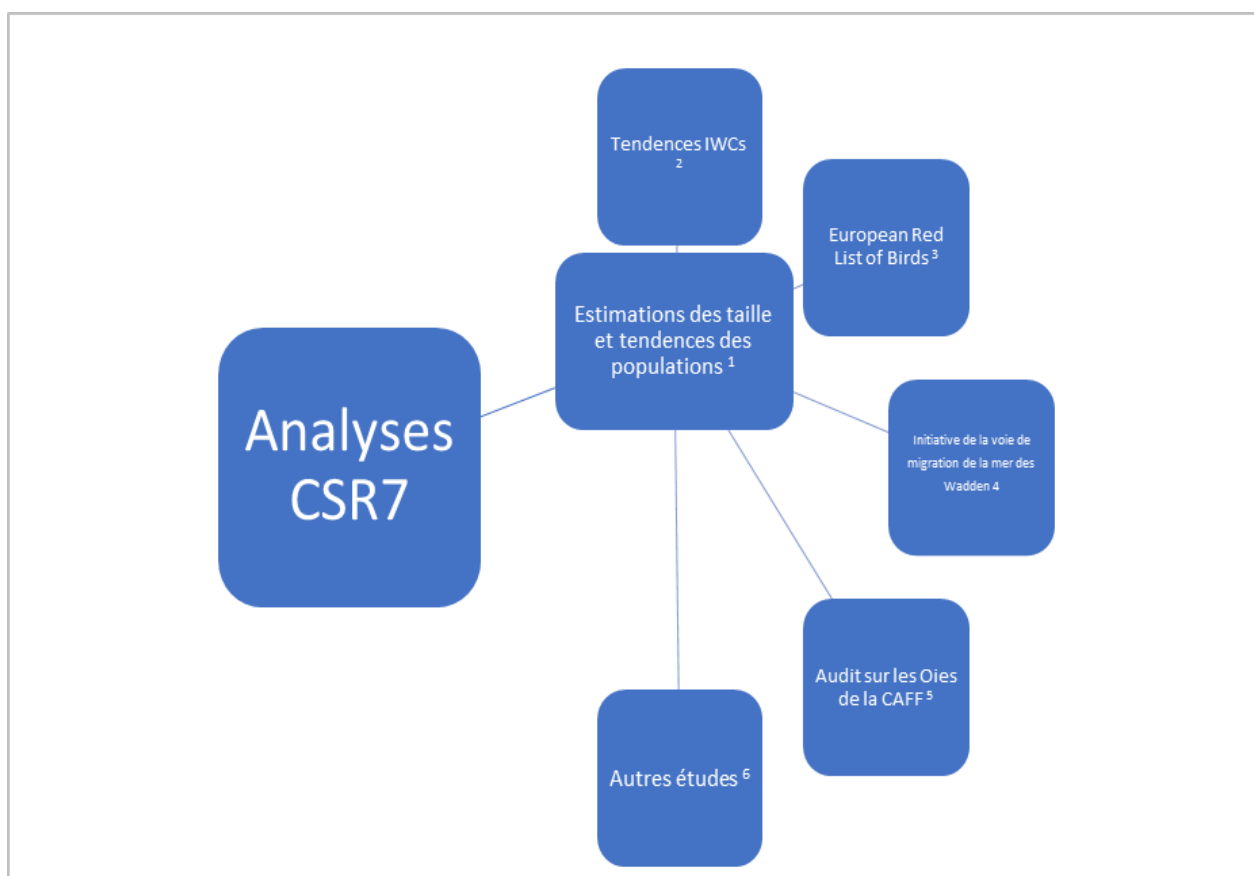 Tendences IWCs
2
European Red
List of Birds 3
Estimations des taille
et tendences des
populations 1
Analyses
CSR7
Initiative de la voie de
migration de la mer des
Wadden 4
Audit sur les Oies
de la CAFF 5
Autres études 6